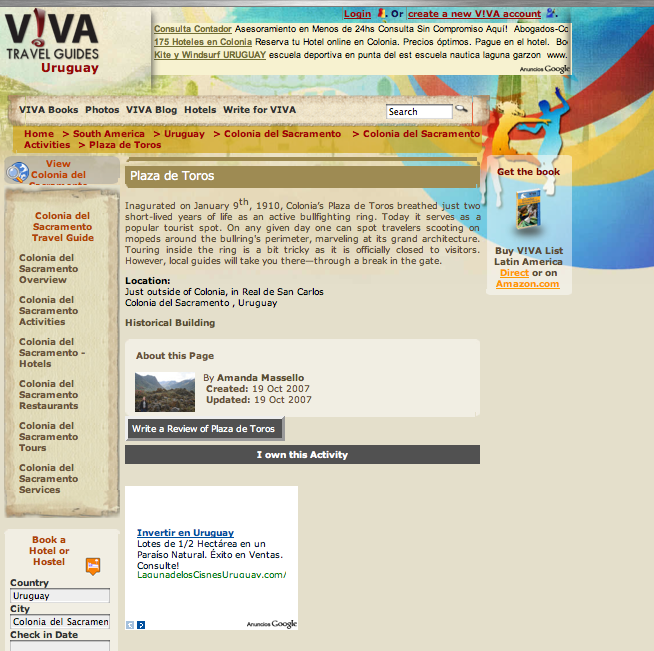 V!VA
TRAVEL GUIDES
Uruguay
Login Or create a new V!VA account
Consulta Contador Asesoramiento en Menos de 24hs Consulta Sin Compromiso Aquí! Abogados-Co
175 Hoteles en Colonia Reserva tu Hotel online en Colonia. Precios óptimos. Pague en el hotel. Bo
Kite y Windsurf URUGUAY escuela deportiva en punta del est escuela nautica laguna garzon www.
Anuncios Google
VIVA Books Photos VIVA Blog Hotels Write for VIVA Search
Home > South America > Uruguay > Colonia del Sacramento > Colonia del Sacramento
Activities > Plaza de Toros
View
Colonia del
Sacramento
Colonia del
Sacramento
Travel Guide
Colonia del
Sacramento
Overview
Colonia del
Sacramento
Activities
Colonia del
Sacramento -
Hotels
Colonia del
Sacramento
Restaurants
Colonia del
Sacramento
Tours
Colonia del
Sacramento
Services
Book a
Hotel or
Hostel
Country
Uruguay
City
Colonia del Sacramen
Check in Date
Plaza de Toros
Inagurated on January 9th, 1910, Colonia's Plaza de Toros breathed just two
short-lived years of life as an active bullfighting ring. Today it serves as a
popular tourist spot. On any given day one can spot travelers scooting on
mopeds around the bullring's perimeter, marveling at its grand architecture.
Touring inside the ring is a bit tricky as it is officially closed to visitors.
However, local guides will take you there—through a break in the gate.
Location:
Just outside of Colonia, in Real de San Carlos
Colonia del Sacramento , Uruguay
Historical Building
About this Page
By Amanda Massello
Created: 19 Oct 2007
Updated: 19 Oct 2007
Write a Review of Plaza de Toros
I own this Activity
Invertir en Uruguay
Lotes de 1/2 Hectárea en un
Paraíso Natural. Éxito en Ventas.
Consulte!
LagunadelosCisnesUruguay.com/
Anuncios Google
Get the book
Buy V!VA List
Latin America
Direct or on
Amazon.com